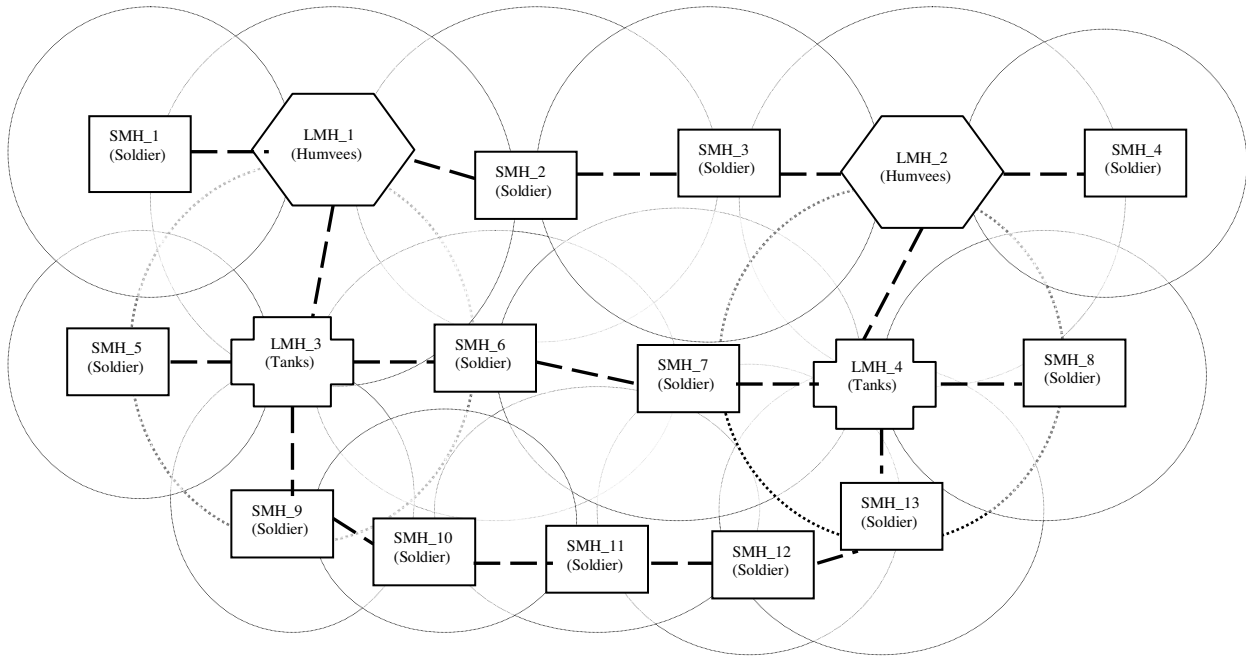 SMH_1
(Soldier)
LMH_1
(Humvees)
SMH_2
(Soldier)
SMH_3
(Soldier)
LMH_2
(Humvees)
SMH_4
(Soldier)
SMH_5
(Soldier)
LMH_3
(Tanks)
SMH_6
(Soldier)
SMH_7
(Soldier)
LMH_4
(Tanks)
SMH_8
(Soldier)
SMH_9
(Soldier)
SMH_10
(Soldier)
SMH_11
(Soldier)
SMH_12
(Soldier)
SMH_13
(Soldier)